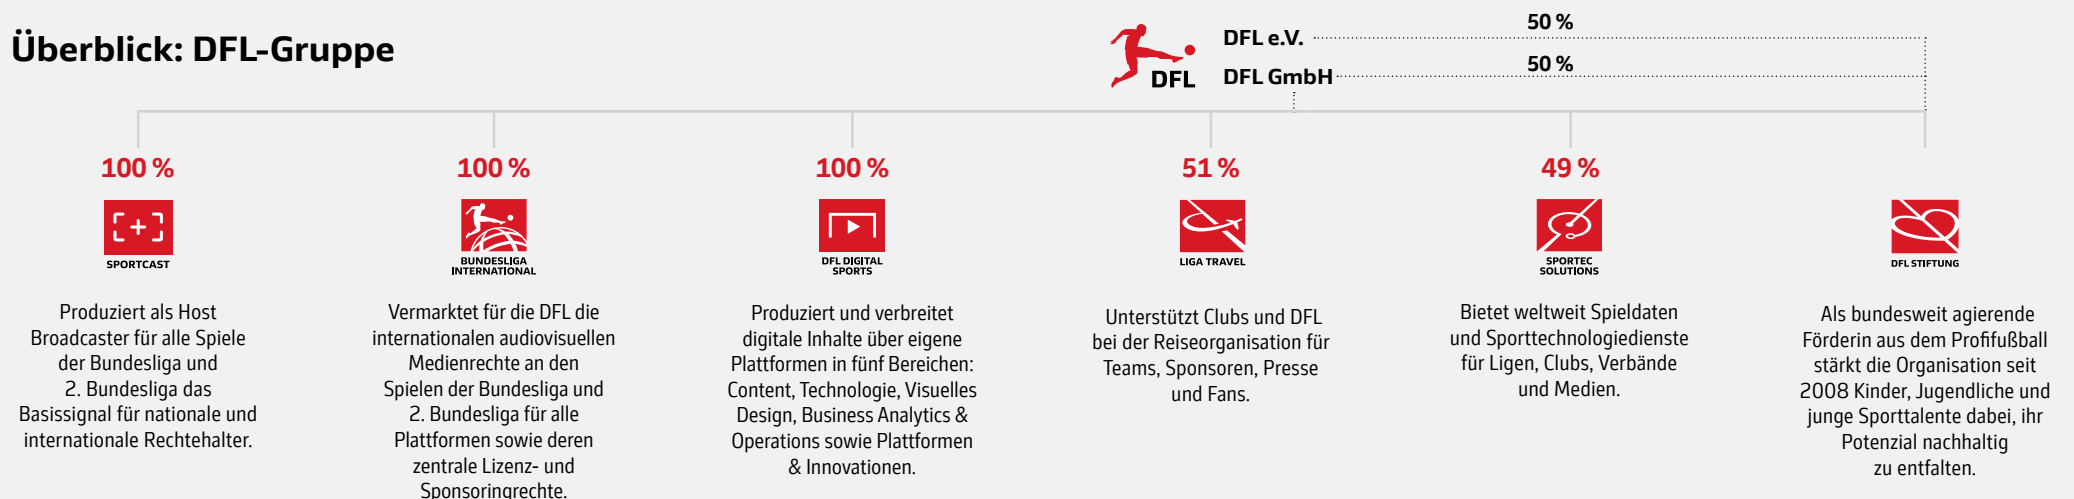 Überblick: DFL-Gruppe
DFL
DFL e.V.
50 %
DFL GmbH
50 %
100 %
SPORTCAST
Produziert als Host
Broadcaster für alle Spiele
der Bundesliga und
2. Bundesliga das
Basissignal für nationale und
internationale Rechtehalter.
100 %
BUNDESLIGA
INTERNATIONAL
Vermarktet für die DFL die
internationalen audiovisuellen
Medienrechte an den
Spielen der Bundesliga und
2. Bundesliga für alle
Plattformen sowie deren
zentrale Lizenz- und
Sponsoringrechte.
100 %
DFL DIGITAL
SPORTS
Produziert und verbreitet
digitale Inhalte über eigene
Plattformen in fünf Bereichen:
Content, Technologie, Visuelles
Design, Business Analytics &
Operations sowie Plattformen
& Innovationen.
51 %
LIGA TRAVEL
Unterstützt Clubs und DFL
bei der Reiseorganisation für
Teams, Sponsoren, Presse
und Fans.
49 %
SPORTEC
SOLUTIONS
Bietet weltweit Spieldaten
und Sporttechnologiedienste
für Ligen, Clubs, Verbände
und Medien.
DFL STIFTUNG
Als bundesweit agierende
Förderin aus dem Profifußball
stärkt die Organisation seit
2008 Kinder, Jugendliche und
junge Sporttalente dabei, ihr
Potenzial nachhaltig
zu entfalten.